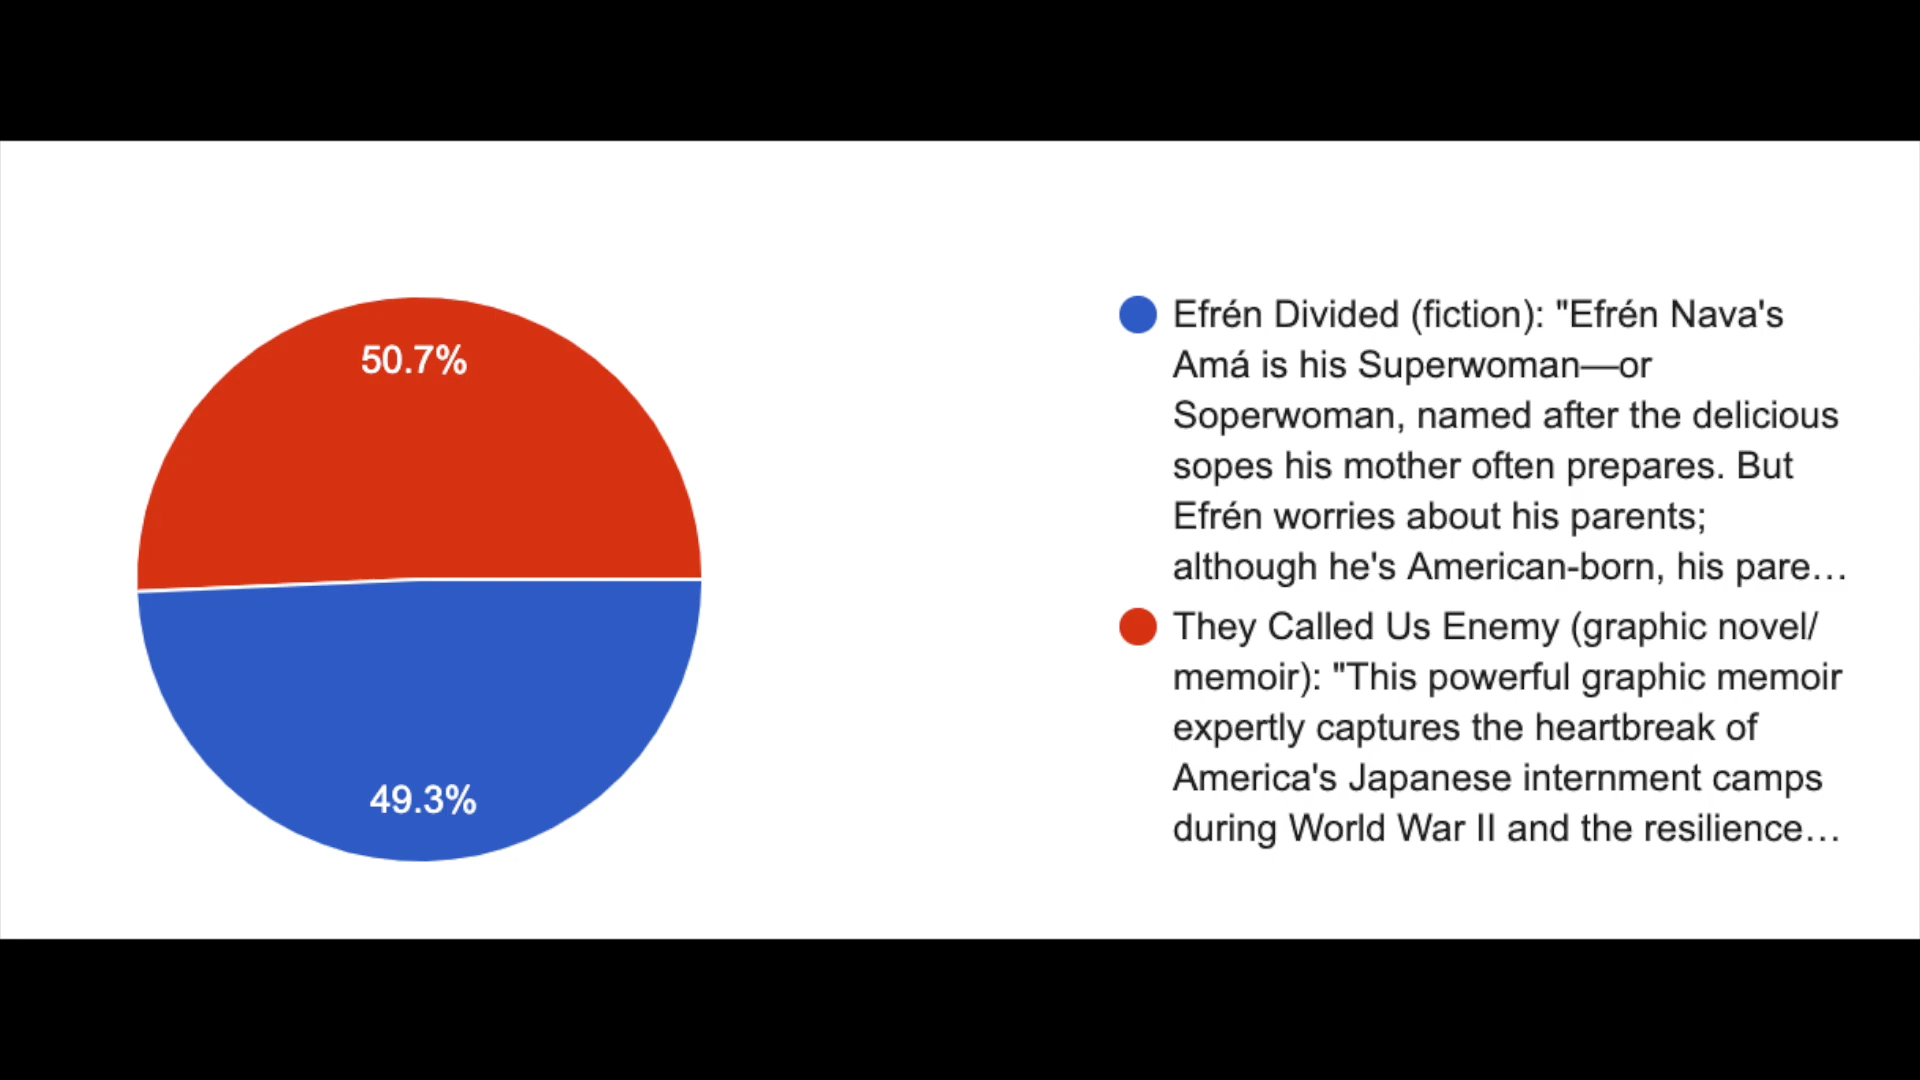 50.7%
49.3%
Efrén Divided (fiction): "Efrén Nava's
Amá is his Superwoman—or
Soperwoman, named after the delicious
sopes his mother often prepares. But
Efrén worries about his parents;
although he's American-born, his pare…
They Called Us Enemy (graphic novel/
memoir): "This powerful graphic memoir
expertly captures the heartbreak of
America's Japanese internment camps
during World War II and the resilience…